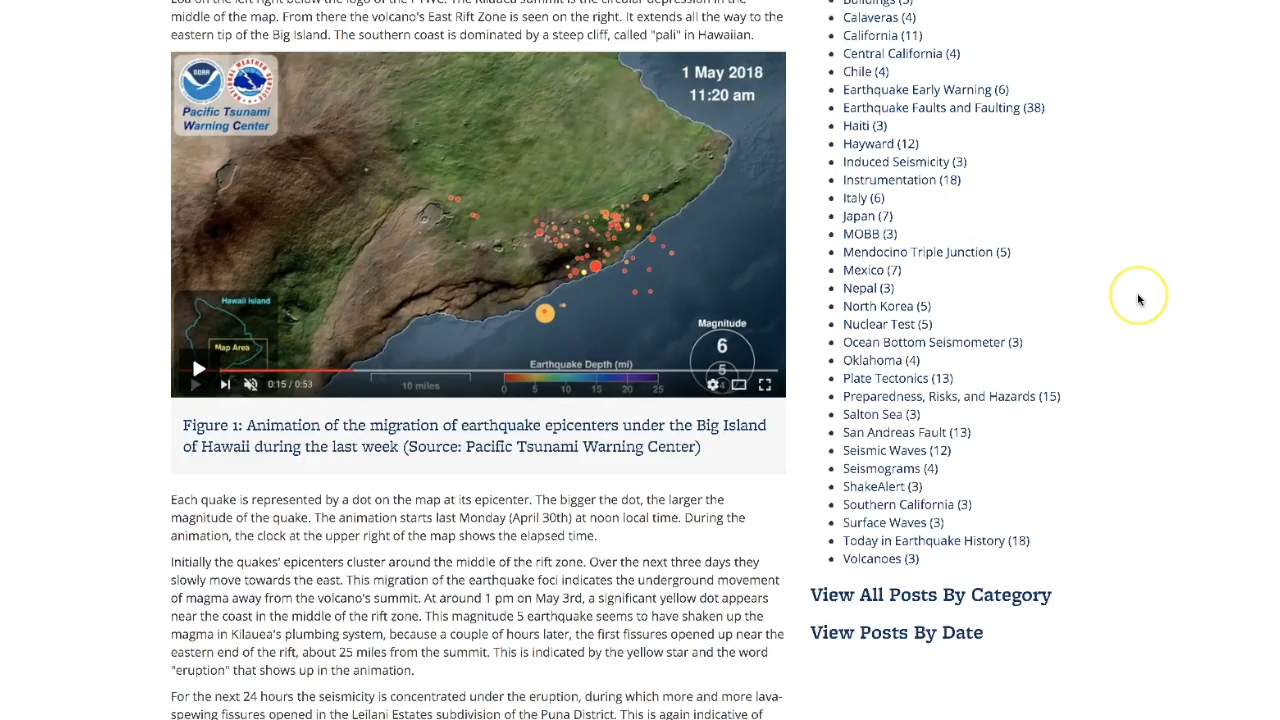 middle of the map. From there the volcano's East Rift Zone is seen on the right. It extends all the way to the
eastern tip of the Big Island. The southern coast is dominated by a steep cliff, called "pali" in Hawaiian.
NOAA
NATIONAL WEATHER SERVICE
Pacific Tsunami
Warning Center
1 May 2018
11:20 am
Hawaii Island
Map Area
Magnitude
6
5
4
Earthquake Depth (mi)
10 miles
0 5 10 15 20 25
0:15 / 0:53
Figure 1: Animation of the migration of earthquake epicenters under the Big Island
of Hawaii during the last week (Source: Pacific Tsunami Warning Center)
Each quake is represented by a dot on the map at its epicenter. The bigger the dot, the larger the
magnitude of the quake. The animation starts last Monday (April 30th) at noon local time. During the
animation, the clock at the upper right of the map shows the elapsed time.
Initially the quakes' epicenters cluster around the middle of the rift zone. Over the next three days they
slowly move towards the east. This migration of the earthquake foci indicates the underground movement
of magma away from the volcano's summit. At around 1 pm on May 3rd, a significant yellow dot appears
near the coast in the middle of the rift zone. This magnitude 5 earthquake seems to have shaken up the
magma in Kilauea's plumbing system, because a couple of hours later, the first fissures opened up near the
eastern end of the rift, about 25 miles from the summit. This is indicated by the yellow star and the word
"eruption" that shows up in the animation.
For the next 24 hours the seismicity is concentrated under the eruption, during which more and more lava-
spewing fissures opened in the Leilani Estates subdivision of the Puna District. This is again indicative of
Calaveras (4)
California (11)
Central California (4)
Chile (4)
Earthquake Early Warning (6)
Earthquake Faults and Faulting (38)
Haiti (3)
Hayward (12)
Induced Seismicity (3)
Instrumentation (18)
Italy (6)
Japan (7)
MOBB (3)
Mendocino Triple Junction (5)
Mexico (7)
Nepal (3)
North Korea (5)
Nuclear Test (5)
Ocean Bottom Seismometer (3)
Oklahoma (4)
Plate Tectonics (13)
Preparedness, Risks, and Hazards (15)
Salton Sea (3)
San Andreas Fault (13)
Seismic Waves (12)
Seismograms (4)
ShakeAlert (3)
Southern California (3)
Surface Waves (3)
Today in Earthquake History (18)
Volcanoes (3)
View All Posts By Category
View Posts By Date